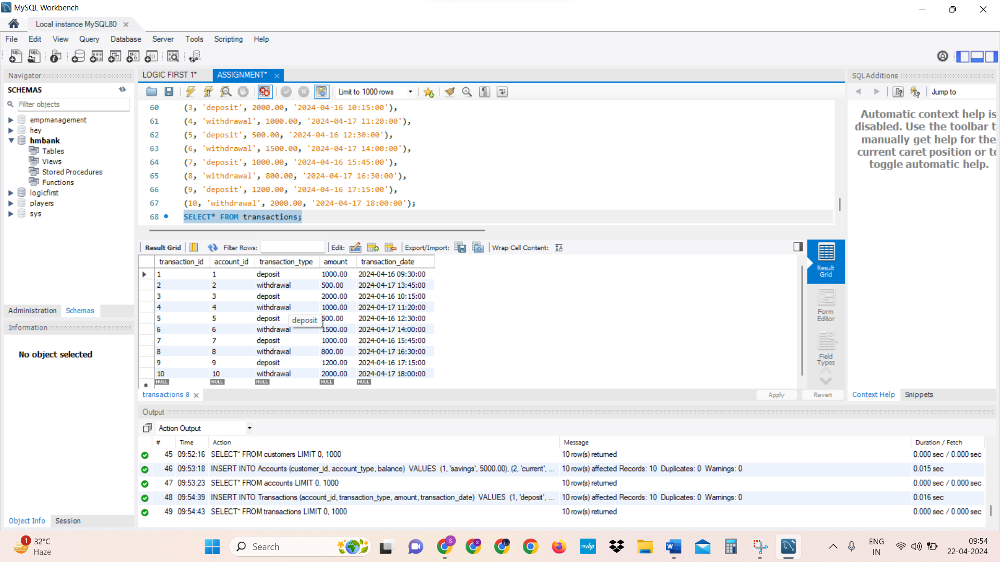 MySQL Workbench
Local instance MySQL80
File Edit View Query Database Server Tools Scripting Help
Navigator
SCHEMAS
Filter objects
empmanagement
hey
hmbank
Tables
Views
Stored Procedures
Functions
logicfirst
players
sys
Administration Schemas
Information
No object selected
Object Info Session
LOGIC FIRST 1* ASSIGNMENT*
Limit to 1000 rows
60 (3, 'deposit', 2000.00, '2024-04-16 10:15:00'),
61 (4, 'withdrawal', 1000.00, '2024-04-17 11:20:00'),
62 (5, 'deposit', 500.00, '2024-04-16 12:30:00'),
63 (6, 'withdrawal', 1500.00, '2024-04-17 14:00:00'),
64 (7, 'deposit', 1000.00, '2024-04-16 15:45:00'),
65 (8, 'withdrawal', 800.00, '2024-04-17 16:30:00'),
66 (9, 'deposit', 1200.00, '2024-04-16 17:15:00'),
67 (10, 'withdrawal', 2000.00, '2024-04-17 18:00:00');
68 SELECT* FROM transactions;
Result Grid Filter Rows: Edit: Export/Import: Wrap Cell Content:
transaction_id account_id transaction_type amount transaction_date
1 1 deposit 1000.00 2024-04-16 09:30:00
2 2 withdrawal 500.00 2024-04-17 13:45:00
3 3 deposit 2000.00 2024-04-16 10:15:00
4 4 withdrawal 1000.00 2024-04-17 11:20:00
5 5 deposit 500.00 2024-04-16 12:30:00
deposit
6 6 withdrawal 1500.00 2024-04-17 14:00:00
7 7 deposit 1000.00 2024-04-16 15:45:00
8 8 withdrawal 800.00 2024-04-17 16:30:00
9 9 deposit 1200.00 2024-04-16 17:15:00
10 10 withdrawal 2000.00 2024-04-17 18:00:00
NULL NULL NULL NULL NULL
Result
Grid
Form
Editor
Field
Types
transactions 8
Apply Revert
SQLAdditions
Jump to
Automatic context help is
disabled. Use the toolbar t
manually get help for the
current caret position or to
toggle automatic help.
Context Help Snippets
Output
Action Output
# Time Action Message Duration / Fetch
45 09:52:16 SELECT* FROM customers LIMIT 0, 1000 10 row(s) returned 0.000 sec / 0.000 sec
46 09:53:18 INSERT INTO Accounts (customer_id, account_type, balance) VALUES (1, 'savings', 5000.00), (2, 'current', ... 10 row(s) affected Records: 10 Duplicates: 0 Warnings: 0 0.015 sec
47 09:53:23 SELECT* FROM accounts LIMIT 0, 1000 10 row(s) returned 0.000 sec / 0.000 sec
48 09:54:39 INSERT INTO Transactions (account_id, transaction_type, amount, transaction_date) VALUES (1, 'deposit', ... 10 row(s) affected Records: 10 Duplicates: 0 Warnings: 0 0.016 sec
49 09:54:43 SELECT* FROM transactions LIMIT 0, 1000 10 row(s) returned 0.000 sec / 0.000 sec
1
32°C
Haze
Search
S
S
myhp
W
ENG
IN
09:54
22-04-2024